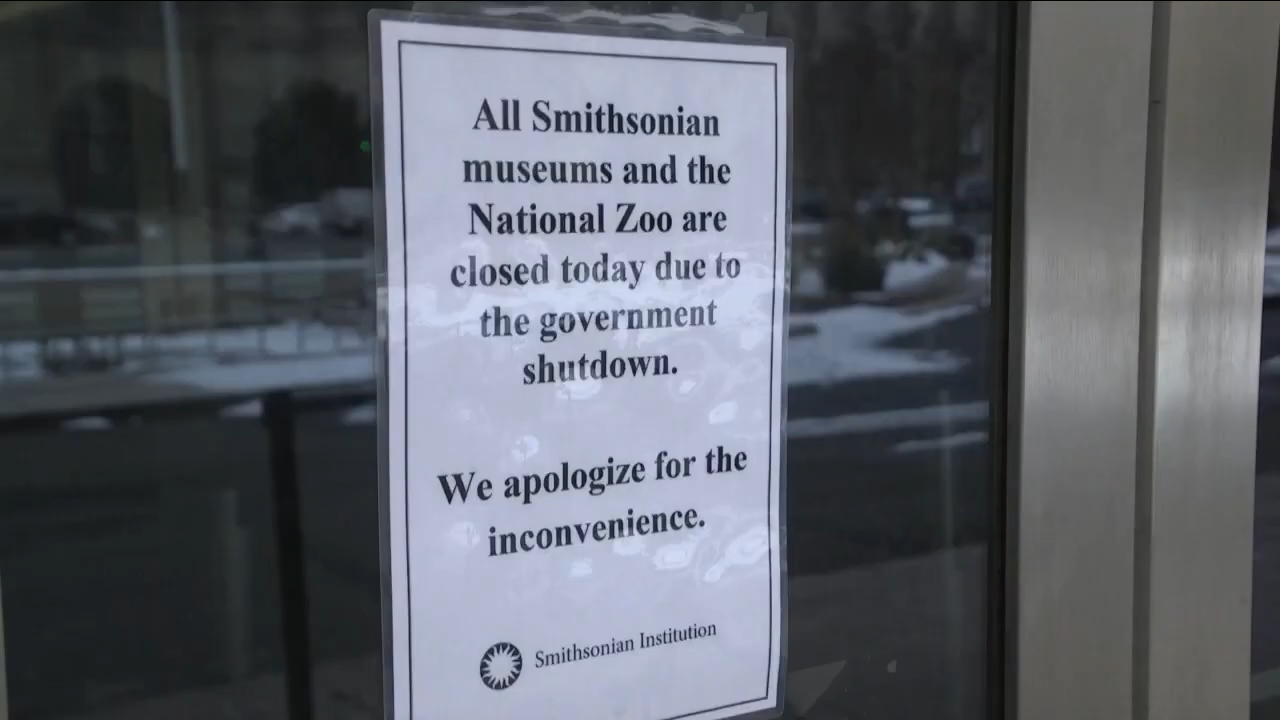 All Smithsonian
museums and the
National Zoo are
closed today due to
the government
shutdown.
We apologize for the
inconvenience.
Smithsonian Institution